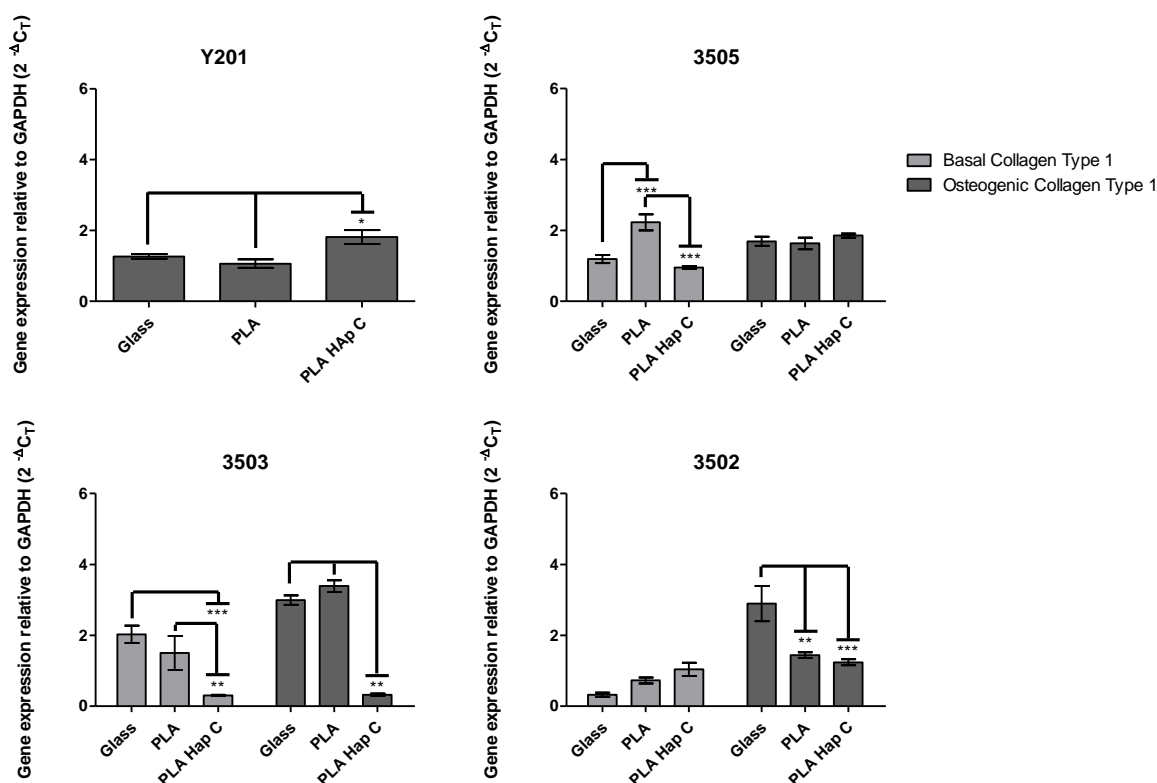 Y201
Gene expression relative to GAPDH (2 -ΔCT)
6
4
2
0
*
Glass
PLA
PLA HAp C
3505
Gene expression relative to GAPDH (2 -ΔCT)
6
4
2
0
***
***
Glass
PLA
PLA Hap C
Glass
PLA
PLA Hap C
Basal Collagen Type 1
Osteogenic Collagen Type 1
3503
Gene expression relative to GAPDH (2 -ΔCT)
6
4
2
0
***
**
**
Glass
PLA
PLA Hap C
Glass
PLA
PLA Hap C
3502
Gene expression relative to GAPDH (2 -ΔCT)
6
4
2
0
**
***
Glass
PLA
PLA Hap C
Glass
PLA
PLA Hap C